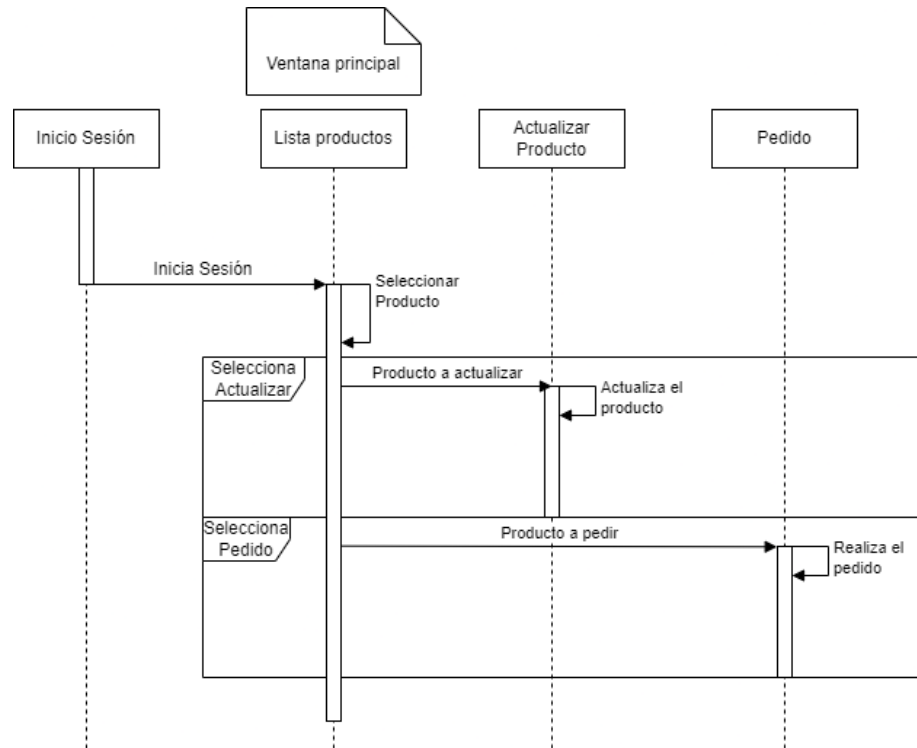 Ventana principal
Inicio Sesión
Lista productos
Actualizar
Producto
Pedido
Inicia Sesión
Seleccionar
Producto
Selecciona
Actualizar
Producto a actualizar
Actualiza el
producto
Selecciona
Pedido
Producto a pedir
Realiza el
pedido